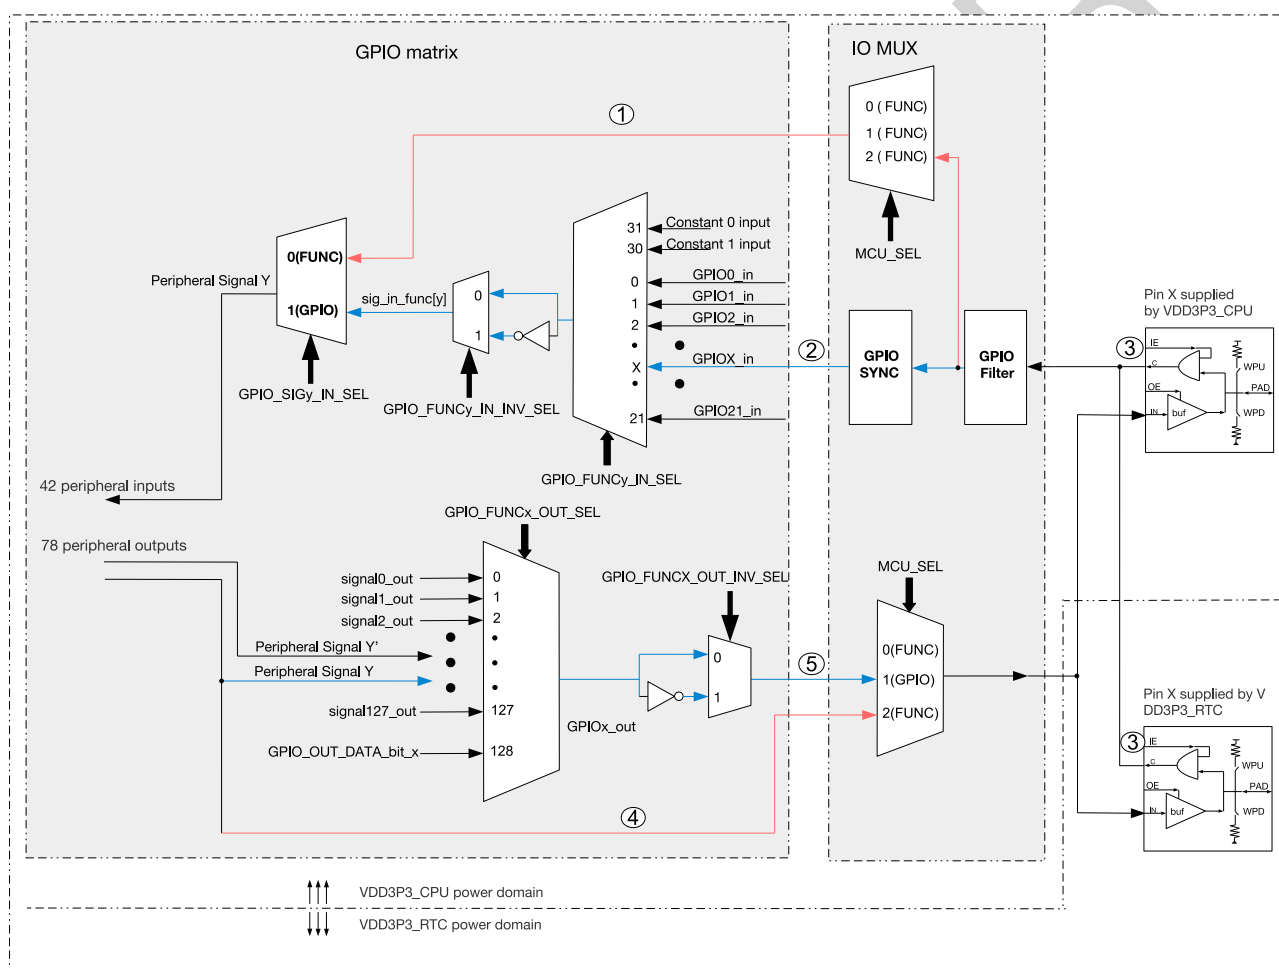 GPIO matrix
IO MUX
0 ( FUNC)
1 ( FUNC)
2 ( FUNC)
1
MCU_SEL
31
Constant 0 input
30
Constant 1 input
0
GPIO0_in
1
GPIO1_in
2
GPIO2_in
X
GPIOX_in
2
21
GPIO21_in
GPIO_FUNCy_IN_SEL
0(FUNC)
1(GPIO)
Peripheral Signal Y
sig_in_func[y]
0
1
GPIO_SIGy_IN_SEL
GPIO_FUNCy_IN_INV_SEL
GPIO
SYNC
GPIO
Filter
Pin X supplied
by VDD3P3_CPU
3
IE
C
OE
IN
buf
WPU
PAD
WPD
42 peripheral inputs
78 peripheral outputs
GPIO_FUNCx_OUT_SEL
signal0_out
0
signal1_out
1
signal2_out
2
Peripheral Signal Y'
Peripheral Signal Y
signal127_out
127
GPIO_OUT_DATA_bit_x
128
GPIOx_out
GPIO_FUNCX_OUT_INV_SEL
0
1
5
4
MCU_SEL
0(FUNC)
1(GPIO)
2(FUNC)
Pin X supplied by V
DD3P3_RTC
3
IE
C
OE
IN
buf
WPU
PAD
WPD
VDD3P3_CPU power domain
VDD3P3_RTC power domain